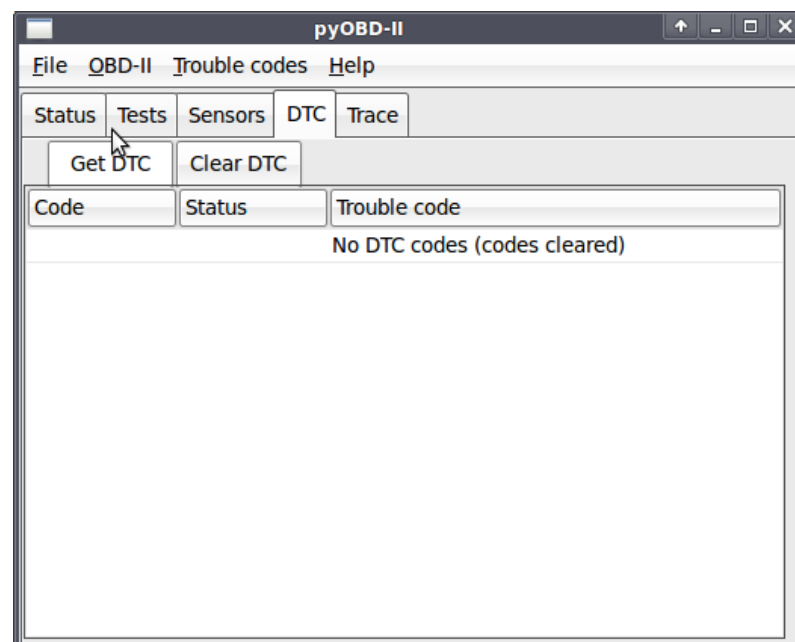 pyOBD-II
File OBD-II Trouble codes Help
Status Tests Sensors DTC Trace
Get DTC Clear DTC
Code Status Trouble code
No DTC codes (codes cleared)